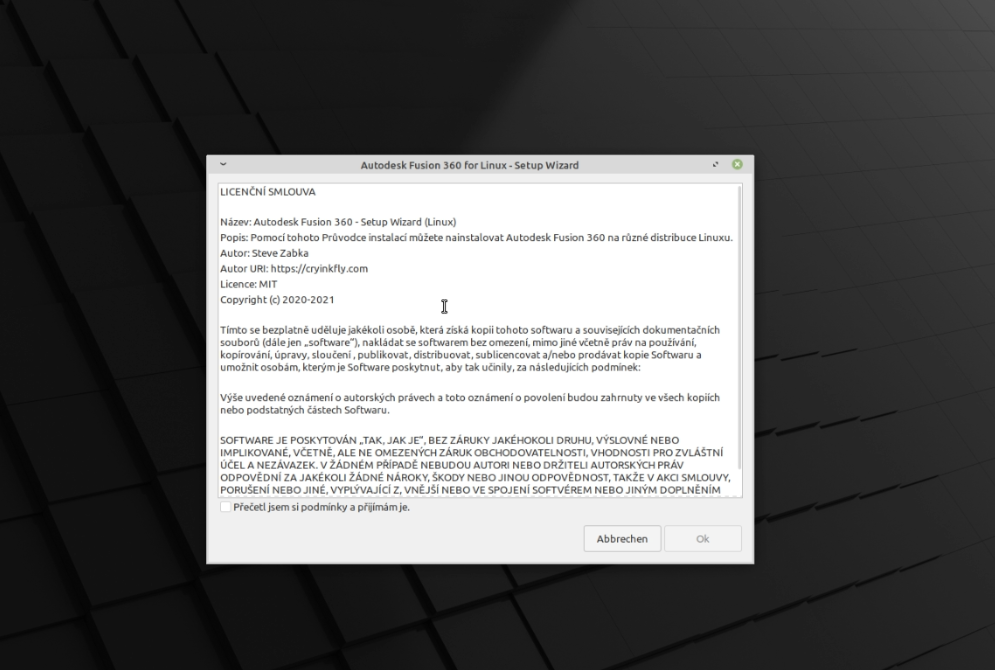 Autodesk Fusion 360 for Linux - Setup Wizard
LICENČNÍ SMLOUVA
Název: Autodesk Fusion 360 - Setup Wizard (Linux)
Popis: Pomocí tohoto Průvodce instalací můžete nainstalovat Autodesk Fusion 360 na různé distribuce Linuxu.
Autor: Steve Zabka
Autor URI: https://cryinkfly.com
Licence: MIT
Copyright (c) 2020-2021
Tímto se bezplatně uděluje jakékoli osobě, která získá kopii tohoto softwaru a souvisejících dokumentačních
souborů (dále jen „software"), nakládat se softwarem bez omezení, mimo jiné včetně práv na používání,
kopírování, úpravy, sloučení , publikovat, distribuovat, sublicencovat a/nebo prodávat kopie Softwaru a
umožnit osobám, kterým je Software poskytnut, aby tak učinily, za následujících podmínek:
Výše uvedené oznámení o autorských právech a toto oznámení o povolení budou zahrnuty ve všech kopiích
nebo podstatných částech Softwaru.
SOFTWARE JE POSKYTOVÁN „TAK, JAK JE", BEZ ZÁRUKY JAKÉHOKOLI DRUHU, VÝSLOVNÉ NEBO
IMPLIKOVANÉ, VČETNĚ, ALE NE OMEZENÝCH ZÁRUK OBCHODOVATELNOSTI, VHODNOSTI PRO ZVLÁŠTNÍ
ÚČEL A NEZÁVAZEK. V ŽÁDNÉM PŘÍPADĚ NEBUDOU AUTORI NEBO DRŽITELI AUTORSKÝCH PRÁV
ODPOVĚDNÍ ZA JAKÉKOLI ŽÁDNÉ NÁROKY, ŠKODY NEBO JINOU ODPOVĚDNOST, TAKŽE V AKCI SMLOUVY,
PORUŠENÍ NEBO JINÉ, VYPLÝVAJÍCÍ Z, VNĚJŠÍ NEBO VE SPOJENÍ SOFTVÉREM NEBO JINÝM DOPLNĚNÍM
Přečetl jsem si podmínky a přijímám je.
Abbrechen
Ok